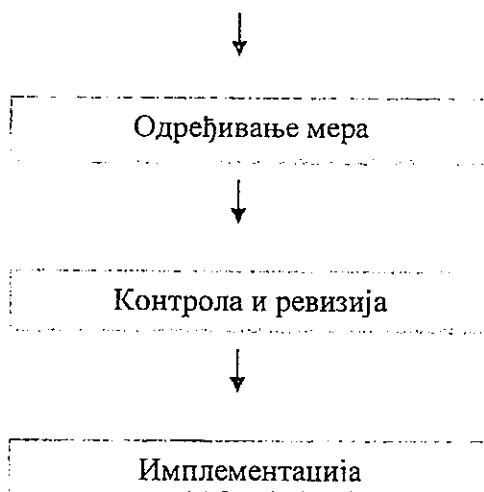 Одређивање мера
Контрола и ревизија
Имплементација